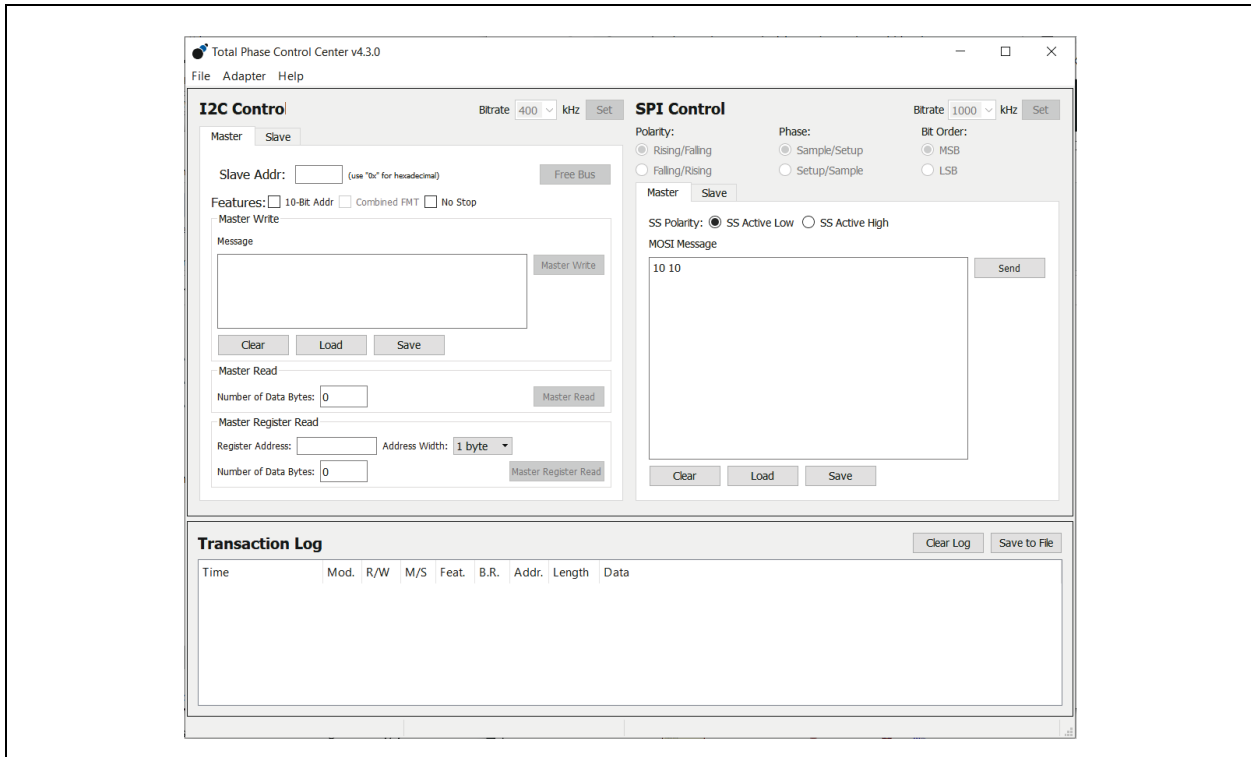 Total Phase Control Center v4.3.0
File Adapter Help
I2C Contro
Bitrate 400 kHz Set
Master Slave
Slave Addr: (use "0x" for hexadecimal) Free Bus
Features: 10-Bit Addr Combined FMT No Stop
Master Write
Message
Master Write
Clear Load Save
Master Read
Number of Data Bytes: 0 Master Read
Master Register Read
Register Address: Address Width: 1 byte
Number of Data Bytes: 0 Master Register Read
SPI Control
Bitrate 1000 kHz Set
Polarity: Phase: Bit Order:
Rising/Falling Sample/Setup MSB
Falling/Rising Setup/Sample LSB
Master Slave
SS Polarity: SS Active Low SS Active High
MOSI Message
10 10
Send
Clear Load Save
Transaction Log
Clear Log Save to File
Time Mod. R/W M/S Feat. B.R. Addr. Length Data